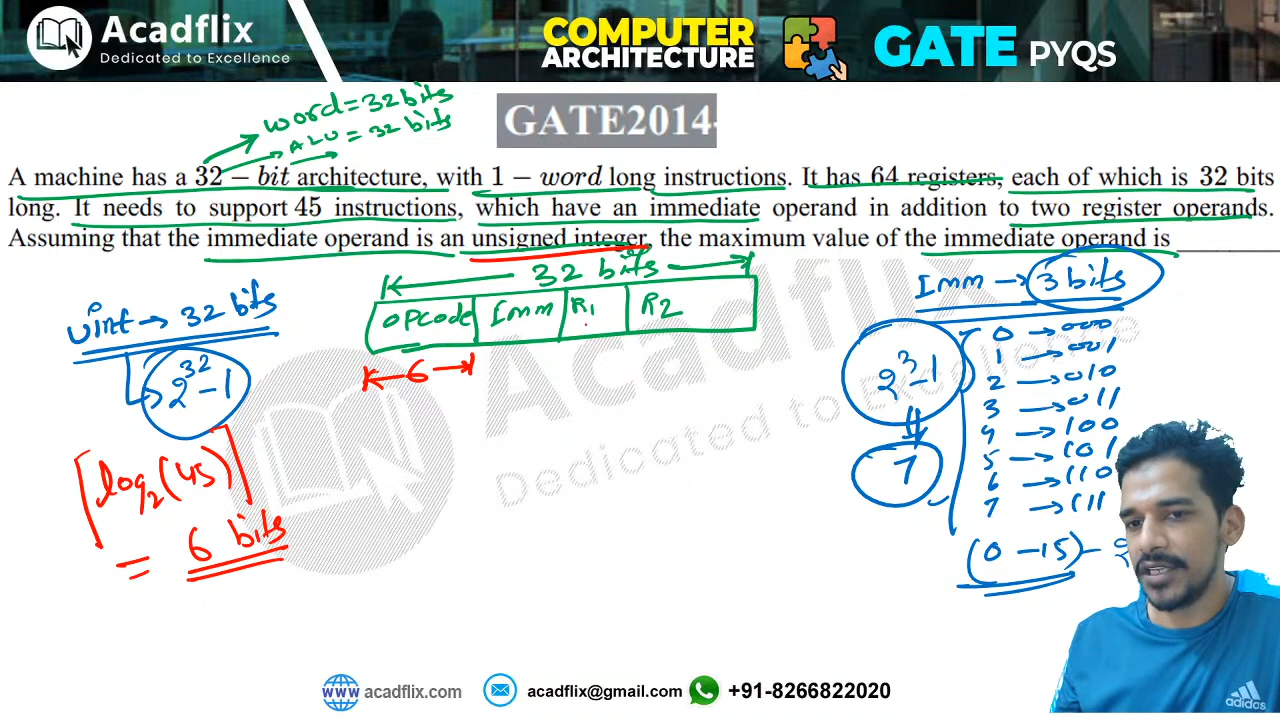 Acadflix
Dedicated to Excellence
COMPUTER
ARCHITECTURE
GATE PYQS
word = 32 bits
ALU = 32 bits
GATE2014-
A machine has a 32 - bit architecture, with 1 - word long instructions. It has 64 registers, each of which is 32 bits
long. It needs to support 45 instructions, which have an immediate operand in addition to two register operands.
Assuming that the immediate operand is an unsigned integer, the maximum value of the immediate operand is ________
32 bits
Imm → 3 bits
uint → 32 bits
OPCODE Imm R1 R2
6
2^32 - 1
2^3 - 1
7
0 → 000
1 → 001
2 → 010
3 → 011
4 → 100
5 → 101
6 → 110
7 → 111
⌈log2(45)⌉
= 6 bits
(0 - 15) -
Acadflix
Dedicated to Excellence
www acadflix.com
acadflix@gmail.com
+91-8266822020
adidas